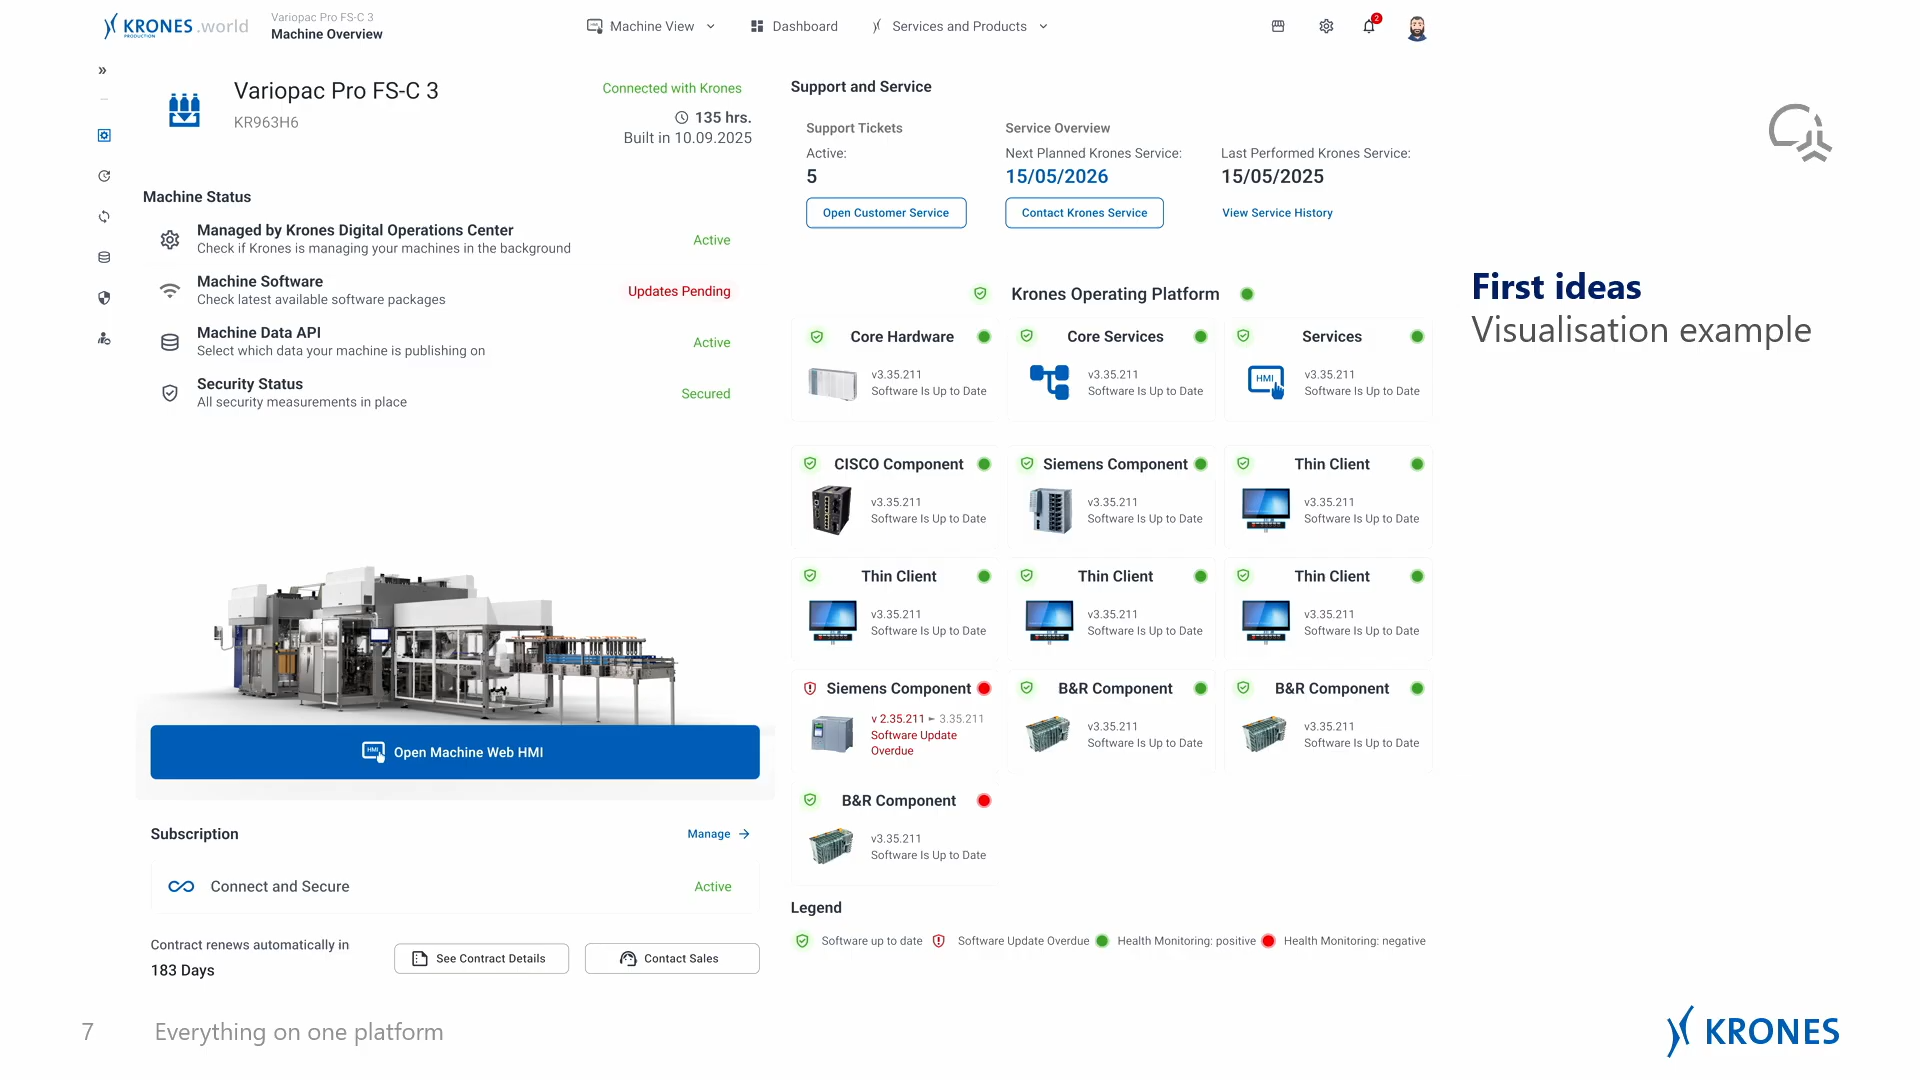 KRONES .world
PRODUCTION
Variopac Pro FS-C 3
Machine Overview
Machine View
Dashboard
Services and Products
2
Variopac Pro FS-C 3
KR963H6
Connected with Krones
135 hrs.
Built in 10.09.2025
Machine Status
Managed by Krones Digital Operations Center
Check if Krones is managing your machines in the background
Active
Machine Software
Check latest available software packages
Updates Pending
Machine Data API
Select which data your machine is publishing on
Active
Security Status
All security measurements in place
Secured
HMI
Open Machine Web HMI
Subscription
Manage
Connect and Secure
Active
Contract renews automatically in
183 Days
See Contract Details
Contact Sales
Support and Service
Support Tickets
Active:
5
Open Customer Service
Service Overview
Next Planned Krones Service:
15/05/2026
Contact Krones Service
Last Performed Krones Service:
15/05/2025
View Service History
Krones Operating Platform
Core Hardware
v3.35.211
Software Is Up to Date
Core Services
v3.35.211
Software Is Up to Date
Services
HMI
v3.35.211
Software Is Up to Date
CISCO Component
v3.35.211
Software Is Up to Date
Siemens Component
v3.35.211
Software Is Up to Date
Thin Client
v3.35.211
Software Is Up to Date
Thin Client
v3.35.211
Software Is Up to Date
Thin Client
v3.35.211
Software Is Up to Date
Thin Client
v3.35.211
Software Is Up to Date
Siemens Component
v 2.35.211 ► 3.35.211
Software Update
Overdue
B&R Component
v3.35.211
Software Is Up to Date
B&R Component
v3.35.211
Software Is Up to Date
B&R Component
v3.35.211
Software Is Up to Date
Legend
Software up to date
Software Update Overdue
Health Monitoring: positive
Health Monitoring: negative
First ideas
Visualisation example
7
Everything on one platform
KRONES